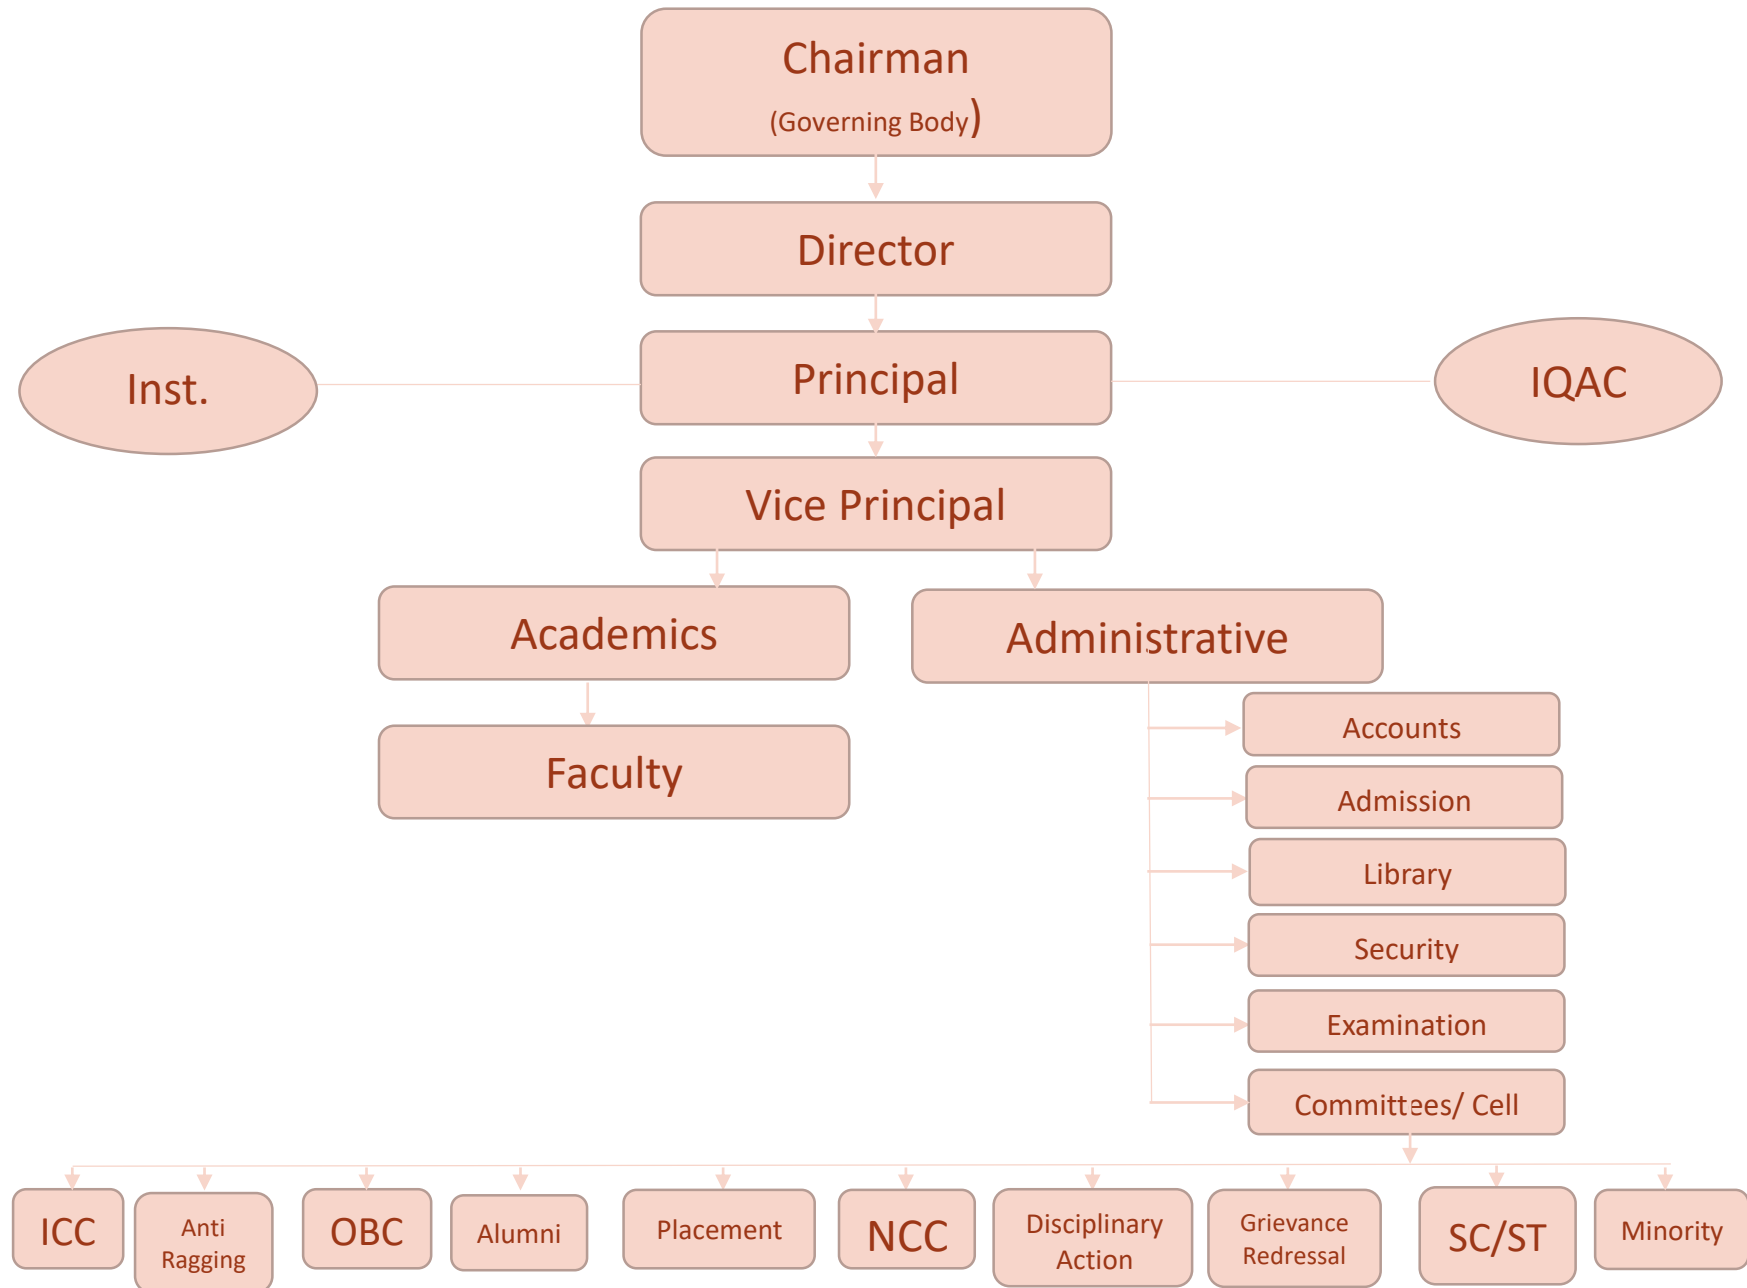 Chairman
(Governing Body)
Director
Inst.
Principal
IQAC
Vice Principal
Academics
Administrative
Faculty
Accounts
Admission
Library
Security
Examination
Committees/ Cell
ICC
Anti
Ragging
OBC
Alumni
Placement
NCC
Disciplinary
Action
Grievance
Redressal
SC/ST
Minority